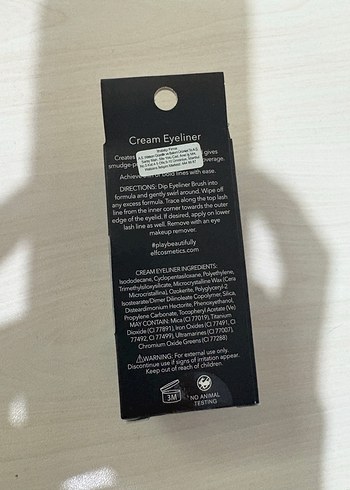 Cream Eyeliner
Creates
gives
smudge-p
verage.
Achieve
or bold lines with ease.
DIRECTIONS: Dip Eyeliner Brush into
formula and gently swirl around. Wipe off
any excess formula. Trace along the top lash
line from the inner corner towards the outer
edge of the eyelid. If desired, apply on lower
lash line as well. Remove with an eye
makeup remover.
#playbeautifully
elfcosmetics.com
CREAM EYELINER INGREDIENTS:
Isododecane, Cyclopentasiloxane, Polyethylene,
Trimethylsiloxysilicate, Microcrystalline Wax (Cera
Microcristallina), Ozokerite, Polyglyceryl-2
Isostearate/Dimer Dilinoleate Copolymer, Silica,
Disteardimonium Hectorite, Phenoxyethanol,
Propylene Carbonate, Tocopheryl Acetate (+/-
MAY CONTAIN: Mica (CI 77019), Titanium
Dioxide (CI 77891), Iron Oxides (CI 77491, CI
77492, CI 77499), Ultramarines (CI 77007),
Chromium Oxide Greens (CI 77288)
WARNING: For external use only.
Discontinue use if signs of irritation appear.
Keep out of reach of children.
3M
NO ANIMAL
TESTING